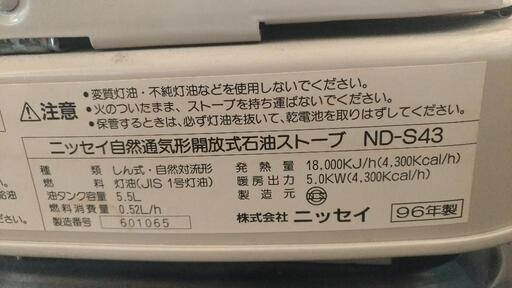 ⚠注意
●変質灯油・不純灯油などを使用しないでください。
●火のついたまま、ストーブを持ち運ばないでください。
●保管するときは、必ず灯油を抜いて、乾電池を取りはずしてください。
ニッセイ自然通気形開放式石油ストーブ ND-S43
種類 しん式・自然対流形
燃料 灯油(JIS 1号灯油)
油タンク容量 5.5L
燃料消費量 0.52L/h
製造番号 601065
発熱量 18.000KJ/h(4.300Kcal/h)
暖房出力 5.0KW(4.300Kcal/h)
製造元
株式会社 ニッセイ 96年製